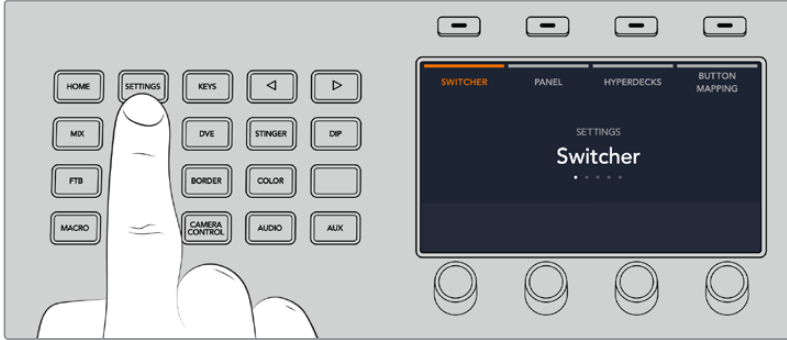 HOME
SETTINGS
KEYS
MIX
DVE
STINGER
DIP
FTB
BORDER
COLOR
MACRO
CAMERA
CONTROL
AUDIO
AUX
SWITCHER
PANEL
HYPERDECKS
BUTTON
MAPPING
SETTINGS
Switcher